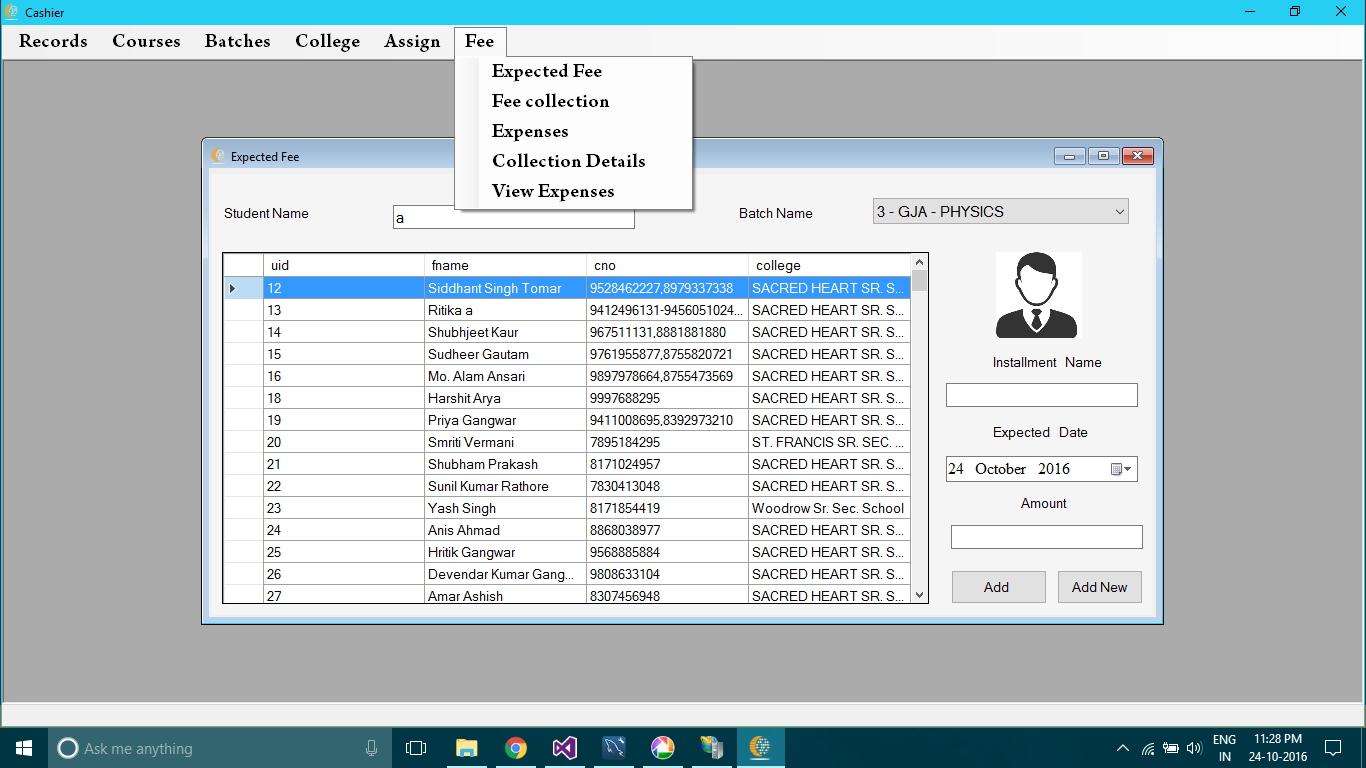 Cashier
Records Courses Batches College Assign Fee
Expected Fee
Fee collection
Expenses
Collection Details
View Expenses
Expected Fee
Student Name a Batch Name 3 - GJA - PHYSICS
uid fname cno college
12 Siddhant Singh Tomar 9528462227,8979337338 SACRED HEART SR. S...
13 Ritika a 9412496131-9456051024... SACRED HEART SR. S...
14 Shubhjeet Kaur 967511131,8881881880 SACRED HEART SR. S...
15 Sudheer Gautam 9761955877,8755820721 SACRED HEART SR. S...
16 Mo. Alam Ansari 9897978664,8755473569 SACRED HEART SR. S...
18 Harshit Arya 9997688295 SACRED HEART SR. S...
19 Priya Gangwar 9411008695,8392973210 SACRED HEART SR. S...
20 Smriti Vermani 7895184295 ST. FRANCIS SR. SEC. ...
21 Shubham Prakash 8171024957 SACRED HEART SR. S...
22 Sunil Kumar Rathore 7830413048 SACRED HEART SR. S...
23 Yash Singh 8171854419 Woodrow Sr. Sec. School
24 Anis Ahmad 8868038977 SACRED HEART SR. S...
25 Hritik Gangwar 9568885884 SACRED HEART SR. S...
26 Devendar Kumar Gang... 9808633104 SACRED HEART SR. S...
27 Amar Ashish 8307456948 SACRED HEART SR. S...
Installment Name
Expected Date
24 October 2016
Amount
Add Add New
Ask me anything
ENG 11:28 PM
IN 24-10-2016